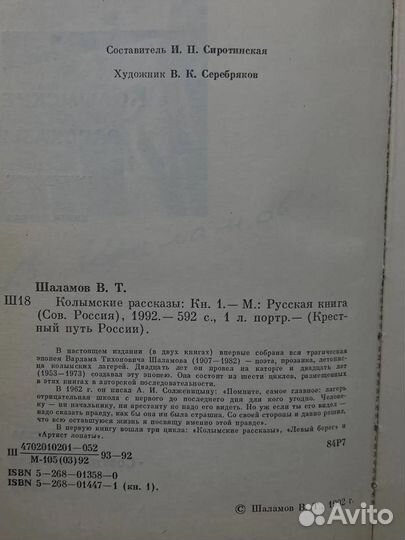 Составитель И. П. Сиротинская
Художник В. К. Серебряков
Шаламов В. Т.
Ш18 Колымские рассказы: Кн. 1.— М.: Русская книга
(Сов. Россия), 1992.— 592 с., 1 л. портр.— (Крест-
ный путь России).
В настоящем издании (в двух книгах) впервые собрана вся трагическая
эпопея Варлама Тихоновича Шаламова (1907—1982) — поэта, прозаика, летопис-
ца колымских лагерей. Двадцать лет он провел на каторге и двадцать лет
(1953—1973) создавал эту эпопею. Она состоит из шести циклов, размещенных
в этих книгах в авторской последовательности.
В 1962 г. он писал А. И. Солженицыну: «Помните, самое главное: лагерь
отрицательная школа с первого до последнего дня для кого угодно. Человеку—
ни начальнику, ни арестанту не надо его видеть. Но уж если ты его видел —
надо сказать правду, как бы она ни была страшна. Со своей стороны я давно решил,
что всю оставшуюся жизнь я посвящу именно этой правде».
В первую книгу вошли три цикла: «Колымские рассказы», «Левый берег» и
«Артист лопаты».
Ш 4702010201—052 93—92 84Р7
М-105(03)92
ISBN 5—268—01358—0
ISBN 5—268—01447—1 (кн. 1).
© Шаламов В. 1992 г.
Avito